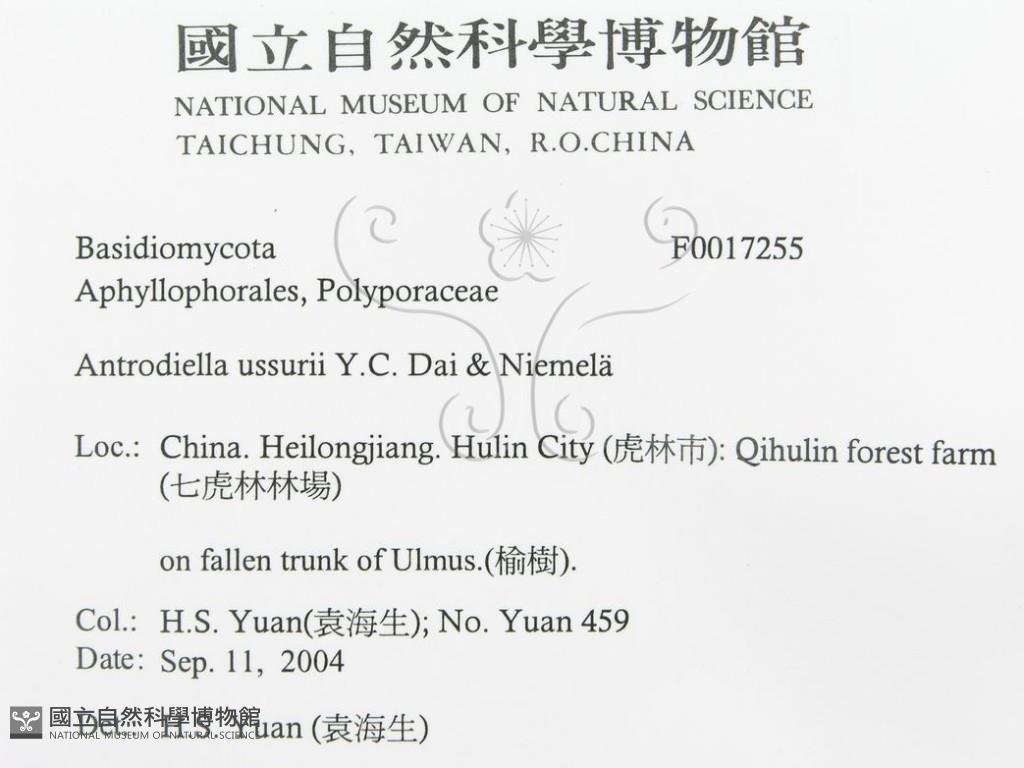 國立自然科學博物館
NATIONAL MUSEUM OF NATURAL SCIENCE
TAICHUNG, TAIWAN, R.O.CHINA
Basidiomycota F0017255
Aphyllophorales, Polyporaceae
Antrodiella ussurii Y.C. Dai & Niemelä
Loc.: China. Heilongjiang. Hulin City (虎林市): Qihulin forest farm
(七虎林林場)
on fallen trunk of Ulmus.(榆樹).
Col.: H.S. Yuan(袁海生); No. Yuan 459
Date: Sep. 11, 2004
Det.: H.S. Yuan (袁海生)
國立自然科學博物館
NATIONAL MUSEUM OF NATURAL SCIENCE